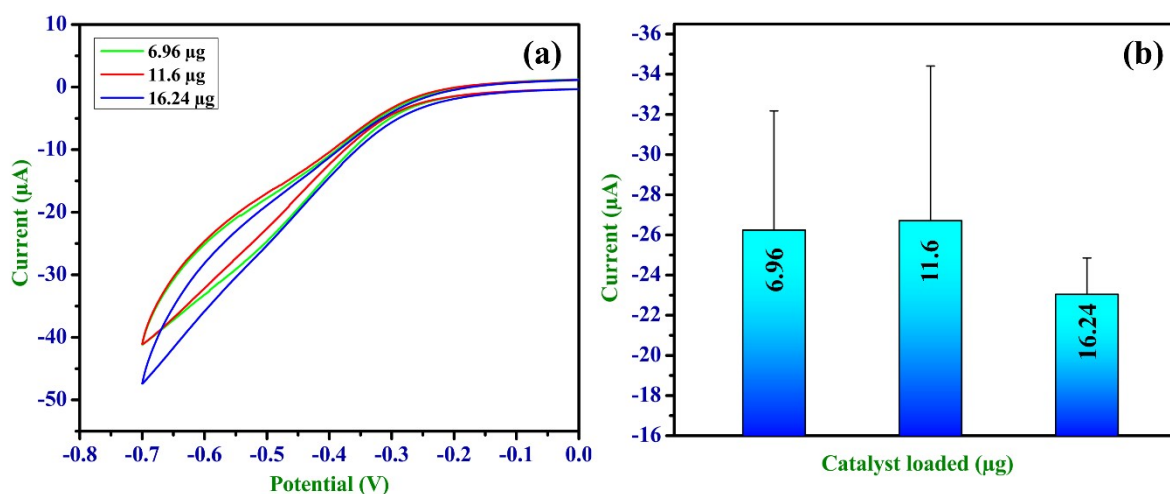 (a)
6.96 µg
11.6 µg
16.24 µg
10
0
-10
-20
-30
-40
-50
Current (µA)
-0.8 -0.7 -0.6 -0.5 -0.4 -0.3 -0.2 -0.1 0.0
Potential (V)
(b)
-36
-34
-32
-30
-28
-26
-24
-22
-20
-18
-16
Current (µA)
6.96
11.6
16.24
Catalyst loaded (µg)